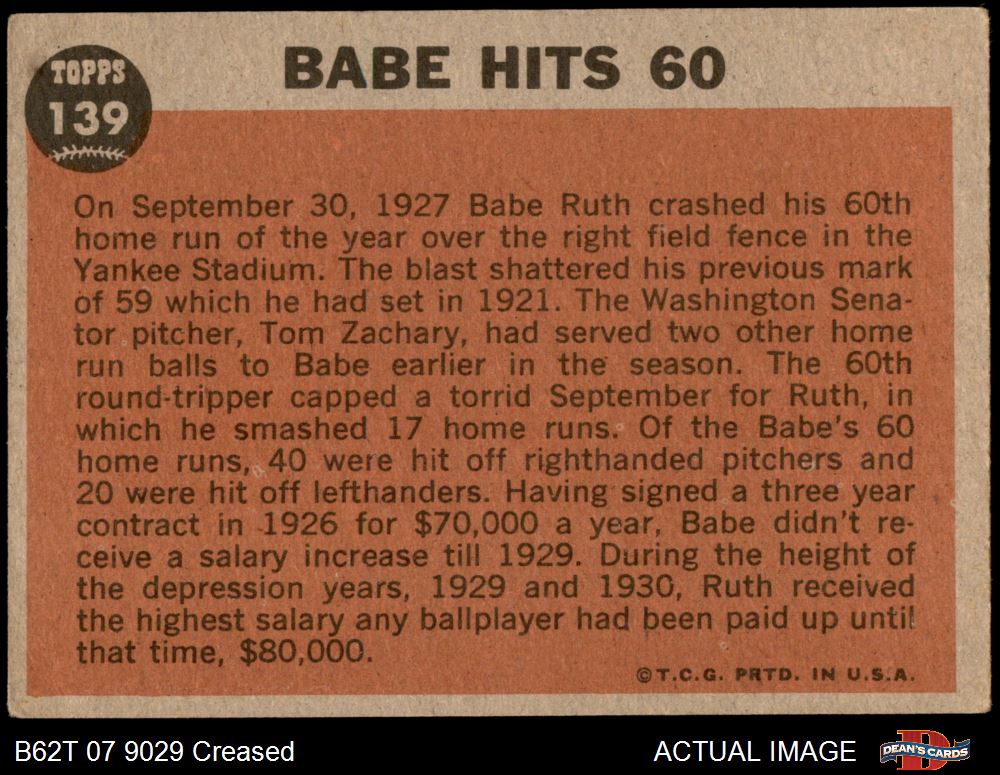 TOPPS
139
BABE HITS 60
On September 30, 1927 Babe Ruth crashed his 60th
home run of the year over the right field fence in the
Yankee Stadium. The blast shattered his previous mark
of 59 which he had set in 1921. The Washington Sena-
tor pitcher, Tom Zachary, had served two other home
run balls to Babe earlier in the season. The 60th
round-tripper capped a torrid September for Ruth, in
which he smashed 17 home runs. Of the Babe's 60
home runs, 40 were hit off righthanded pitchers and
20 were hit off lefthanders. Having signed a three year
contract in 1926 for $70,000 a year, Babe didn't re-
ceive a salary increase till 1929. During the height of
the depression years, 1929 and 1930, Ruth received
the highest salary any ballplayer had been paid up until
that time, $80,000.
©T.C.G. PRTD. IN U.S.A.
B62T 07 9029 Creased
ACTUAL IMAGE
D
DEAN'S CARDS